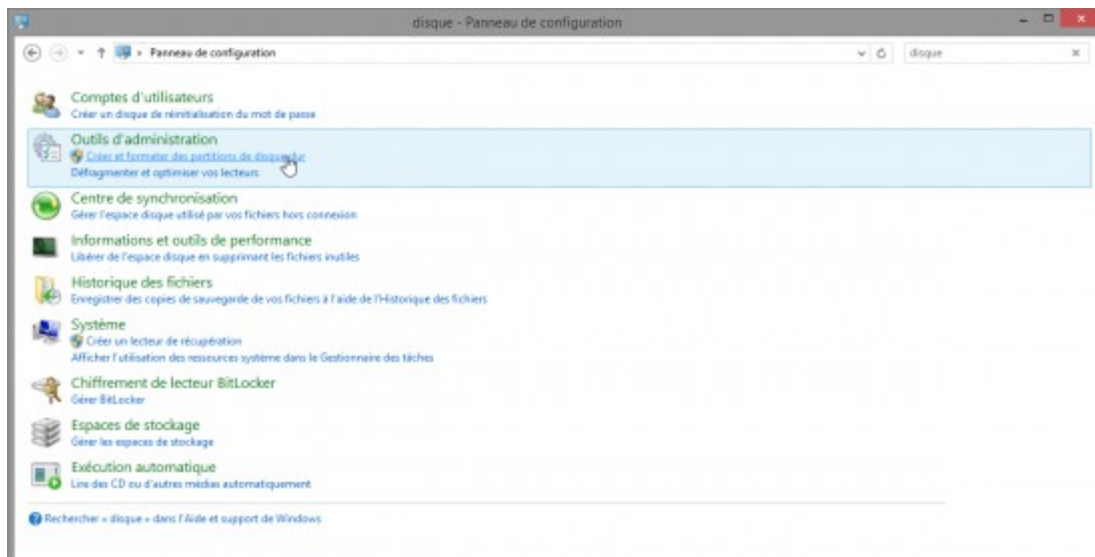 disque - Panneau de configuration
Panneau de configuration
disque
Comptes d'utilisateurs
Créer un disque de réinitialisation du mot de passe
Outils d'administration
Créer et formater des partitions de disque dur
Défragmenter et optimiser vos lecteurs
Centre de synchronisation
Gérer l'espace disque utilisé par vos fichiers hors connexion
Informations et outils de performance
Libérer de l'espace disque en supprimant les fichiers inutiles
Historique des fichiers
Enregistrer des copies de sauvegarde de vos fichiers à l'aide de l'Historique des fichiers
Système
Créer un lecteur de récupération
Afficher l'utilisation des ressources système dans le Gestionnaire des tâches
Chiffrement de lecteur BitLocker
Gérer BitLocker
Espaces de stockage
Gérer les espaces de stockage
Exécution automatique
Lire des CD ou d'autres médias automatiquement
Rechercher « disque » dans l'Aide et support de Windows